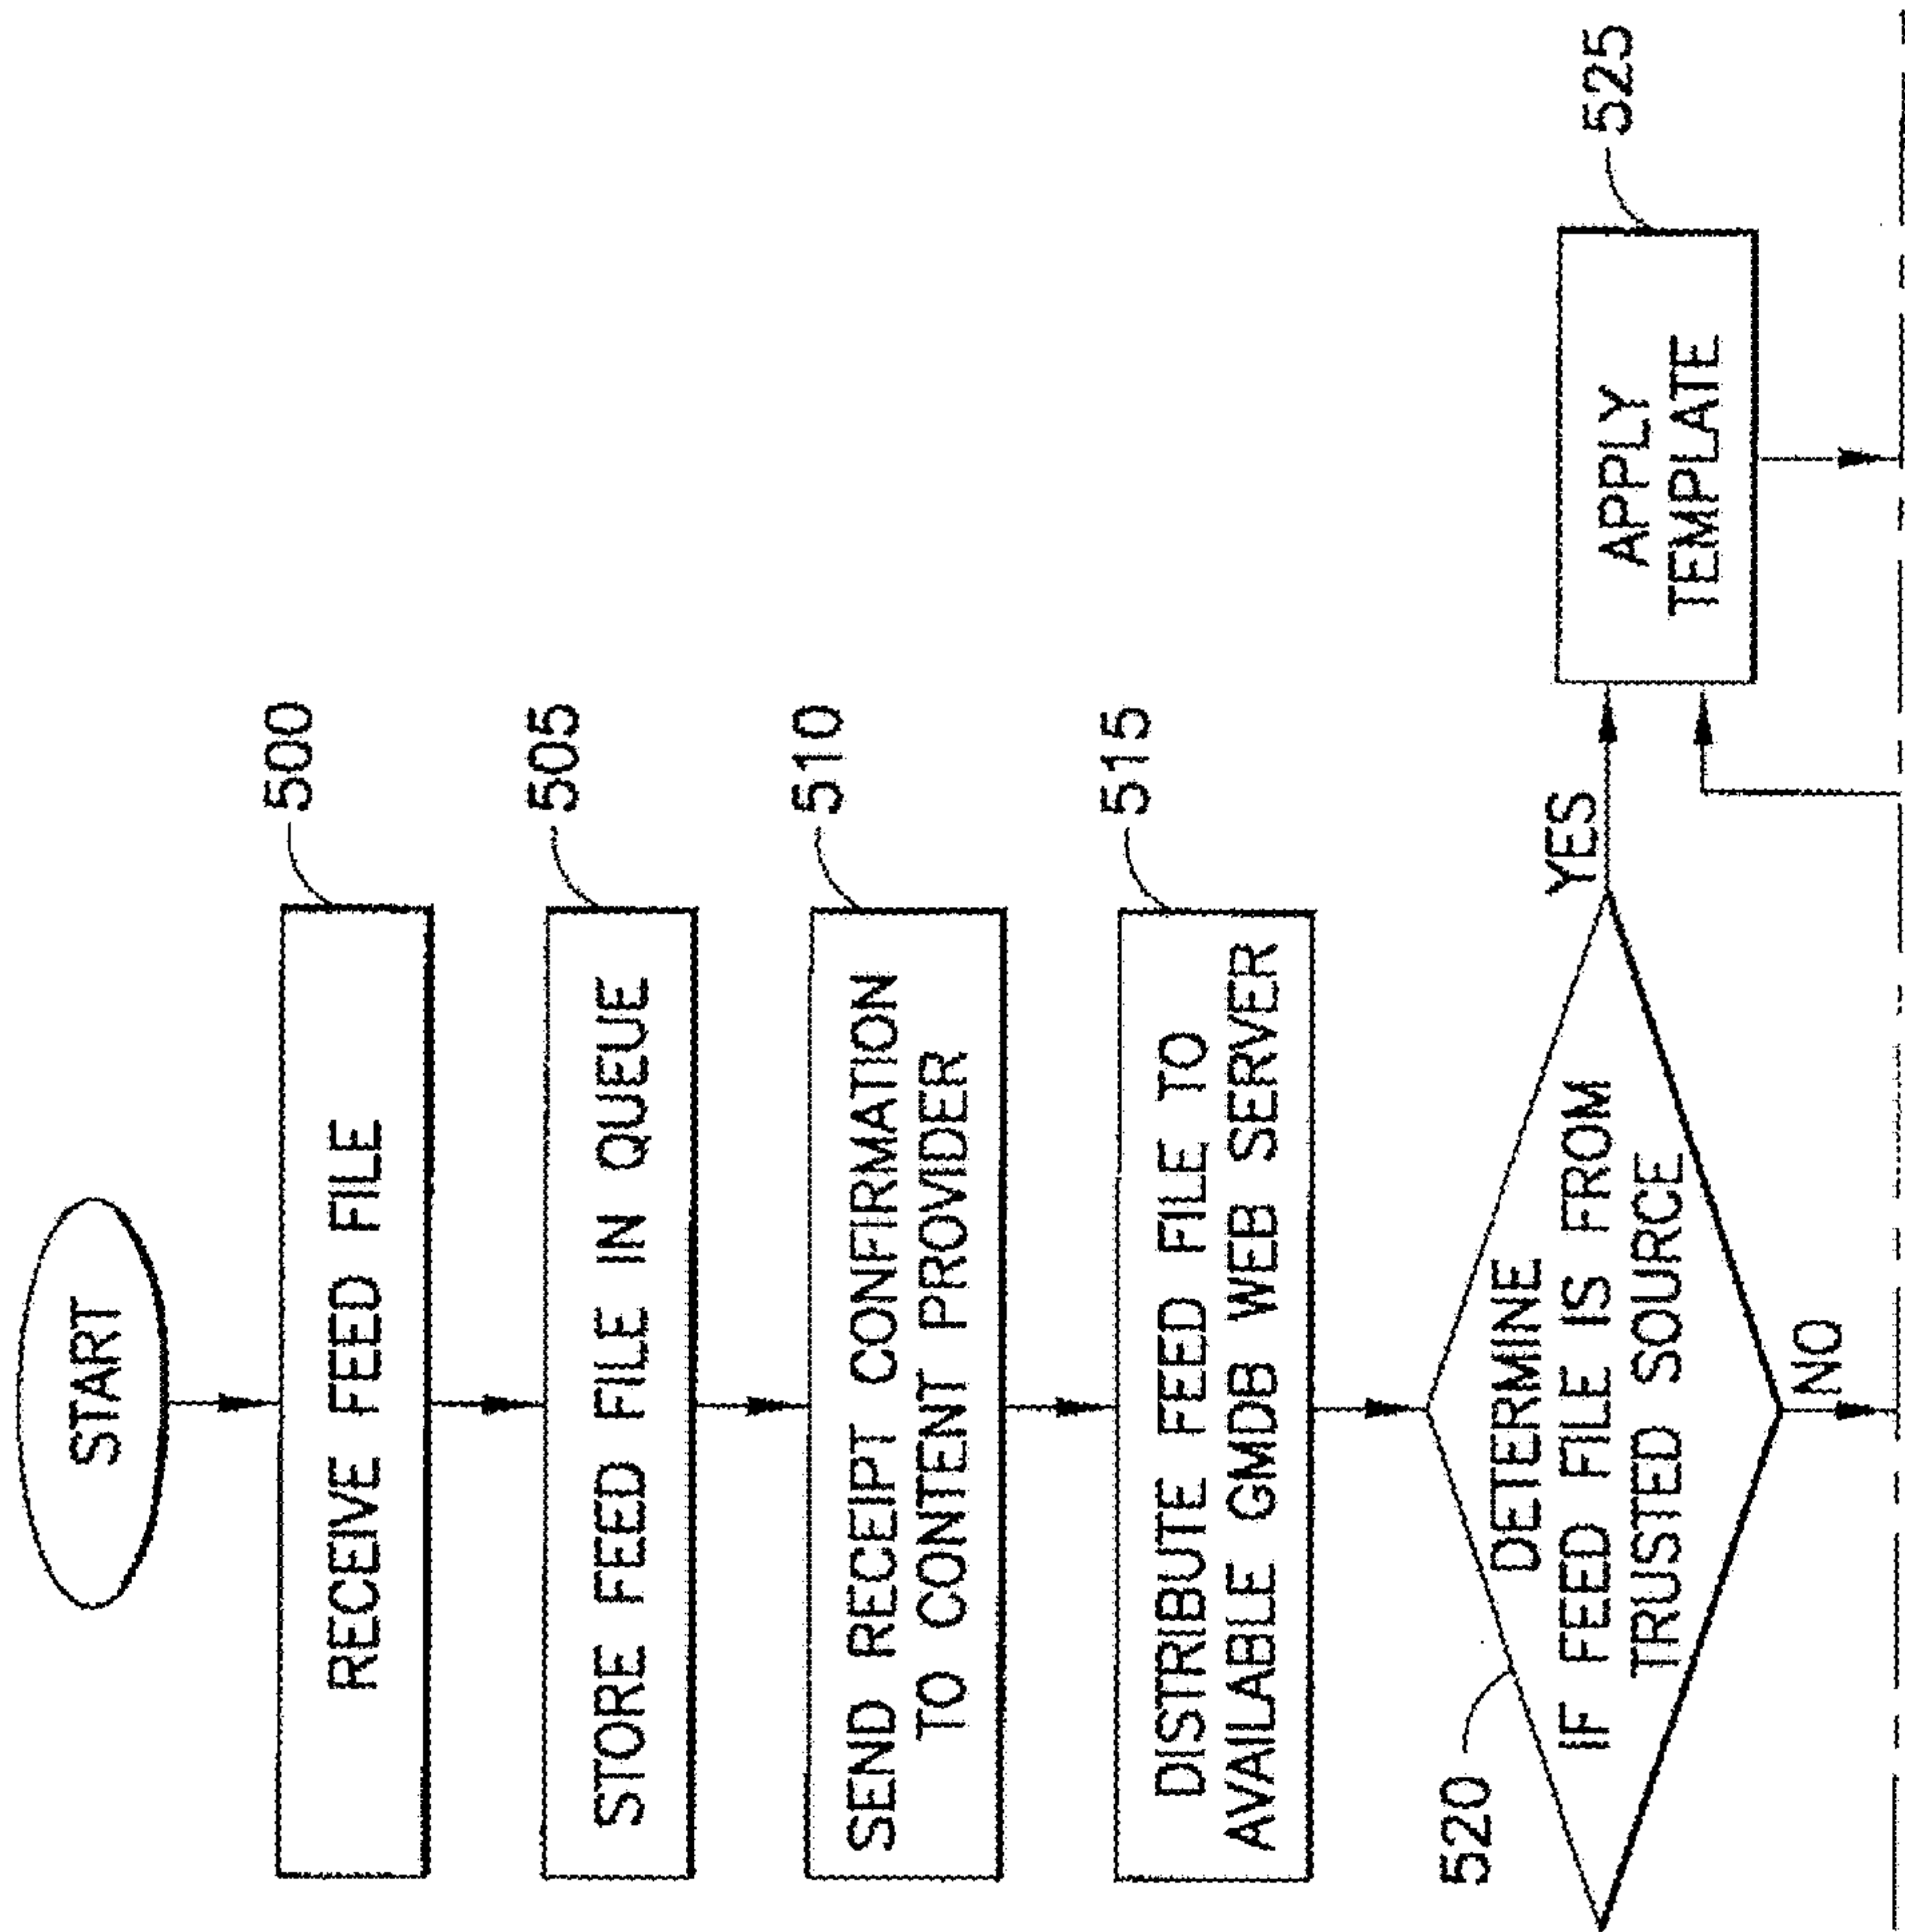 START
500
RECEIVE FEED FILE
505
STORE FEED FILE IN QUEUE
510
SEND RECEIPT CONFIRMATION
TO CONTENT PROVIDER
515
DISTRIBUTE FEED FILE TO
AVAILABLE GMDB WEB SERVER
520
DETERMINE
IF FEED FILE IS FROM
TRUSTED SOURCE
YES
NO
525
APPLY
TEMPLATE